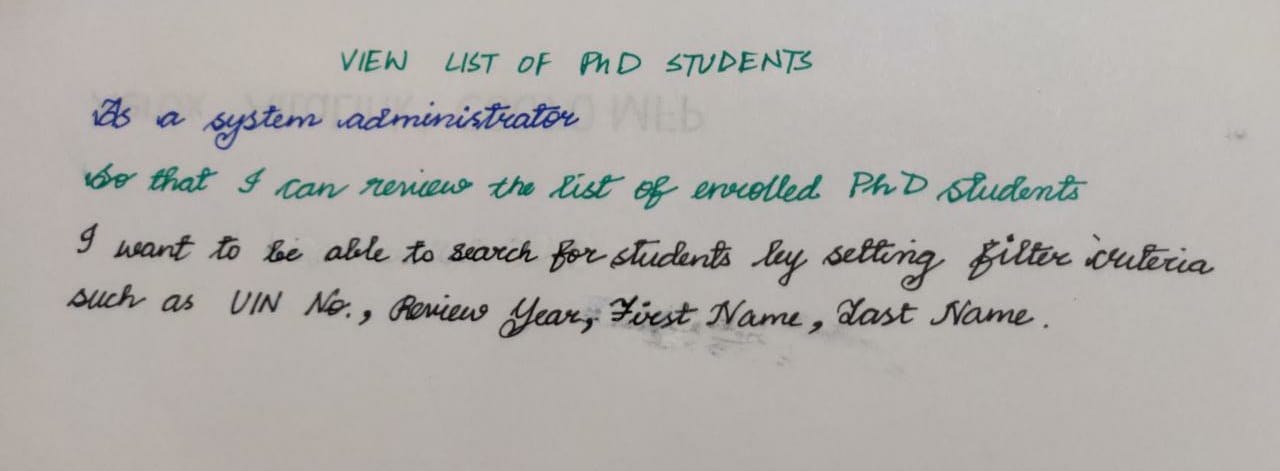 VIEW LIST OF PhD STUDENTS
As a system administrator
So that I can review the list of enrolled PhD students
I want to be able to search for students by setting filter criteria
such as UIN No., Review Year, First Name, Last Name.